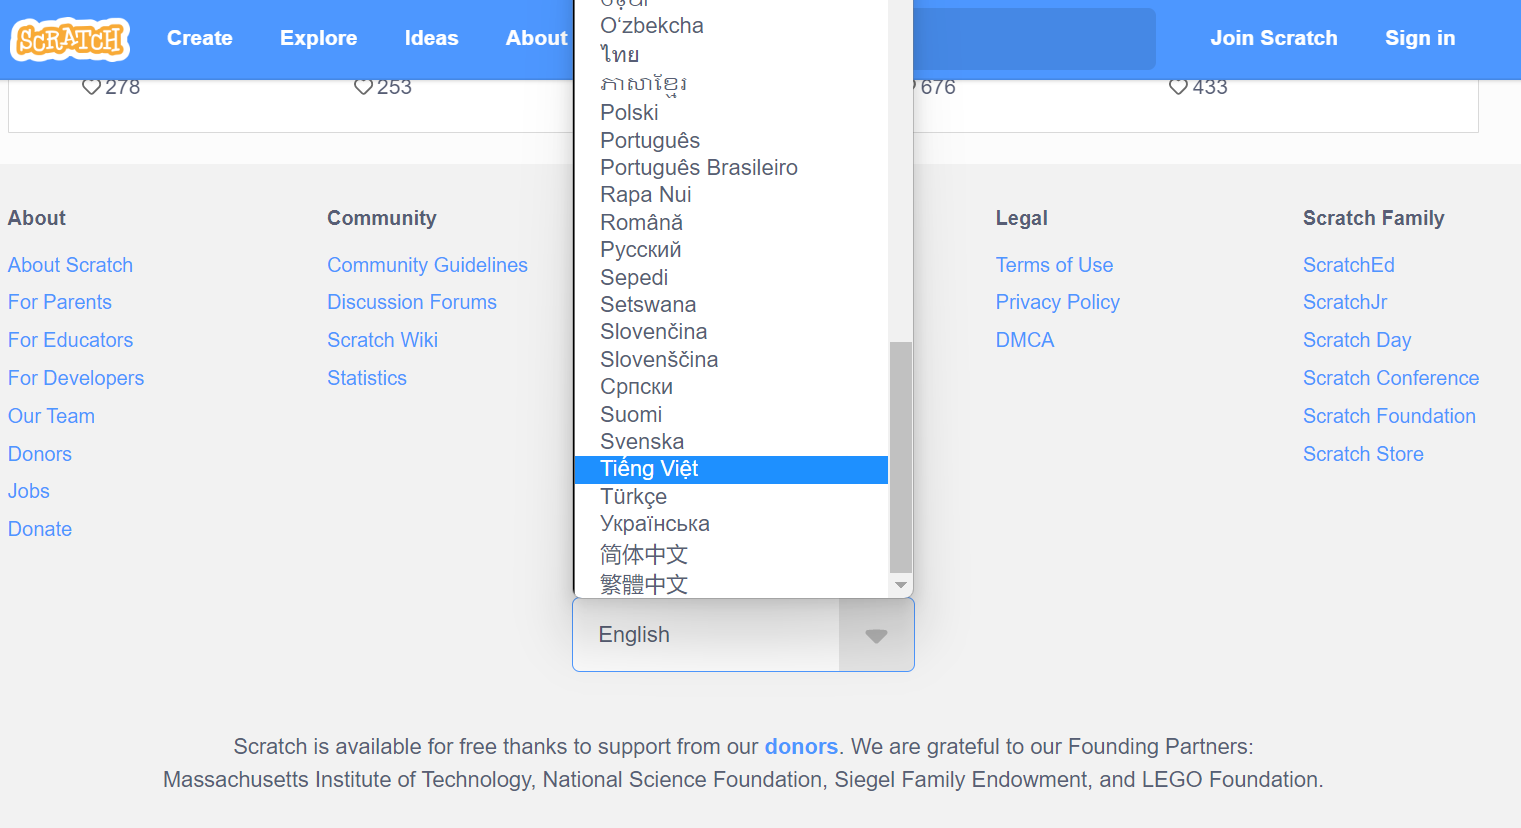 SCRATCH
Create
Explore
Ideas
About
Join Scratch
Sign in
278
253
676
433
Oʻzbekcha
ไทย
ភាសាខ្មែរ
Polski
Português
Português Brasileiro
Rapa Nui
Română
Русский
Sepedi
Setswana
Slovenčina
Slovenščina
Српски
Suomi
Svenska
Tiếng Việt
Türkçe
Українська
简体中文
繁體中文
English
About
About Scratch
For Parents
For Educators
For Developers
Our Team
Donors
Jobs
Donate
Community
Community Guidelines
Discussion Forums
Scratch Wiki
Statistics
Legal
Terms of Use
Privacy Policy
DMCA
Scratch Family
ScratchEd
ScratchJr
Scratch Day
Scratch Conference
Scratch Foundation
Scratch Store
Scratch is available for free thanks to support from our donors. We are grateful to our Founding Partners:
Massachusetts Institute of Technology, National Science Foundation, Siegel Family Endowment, and LEGO Foundation.